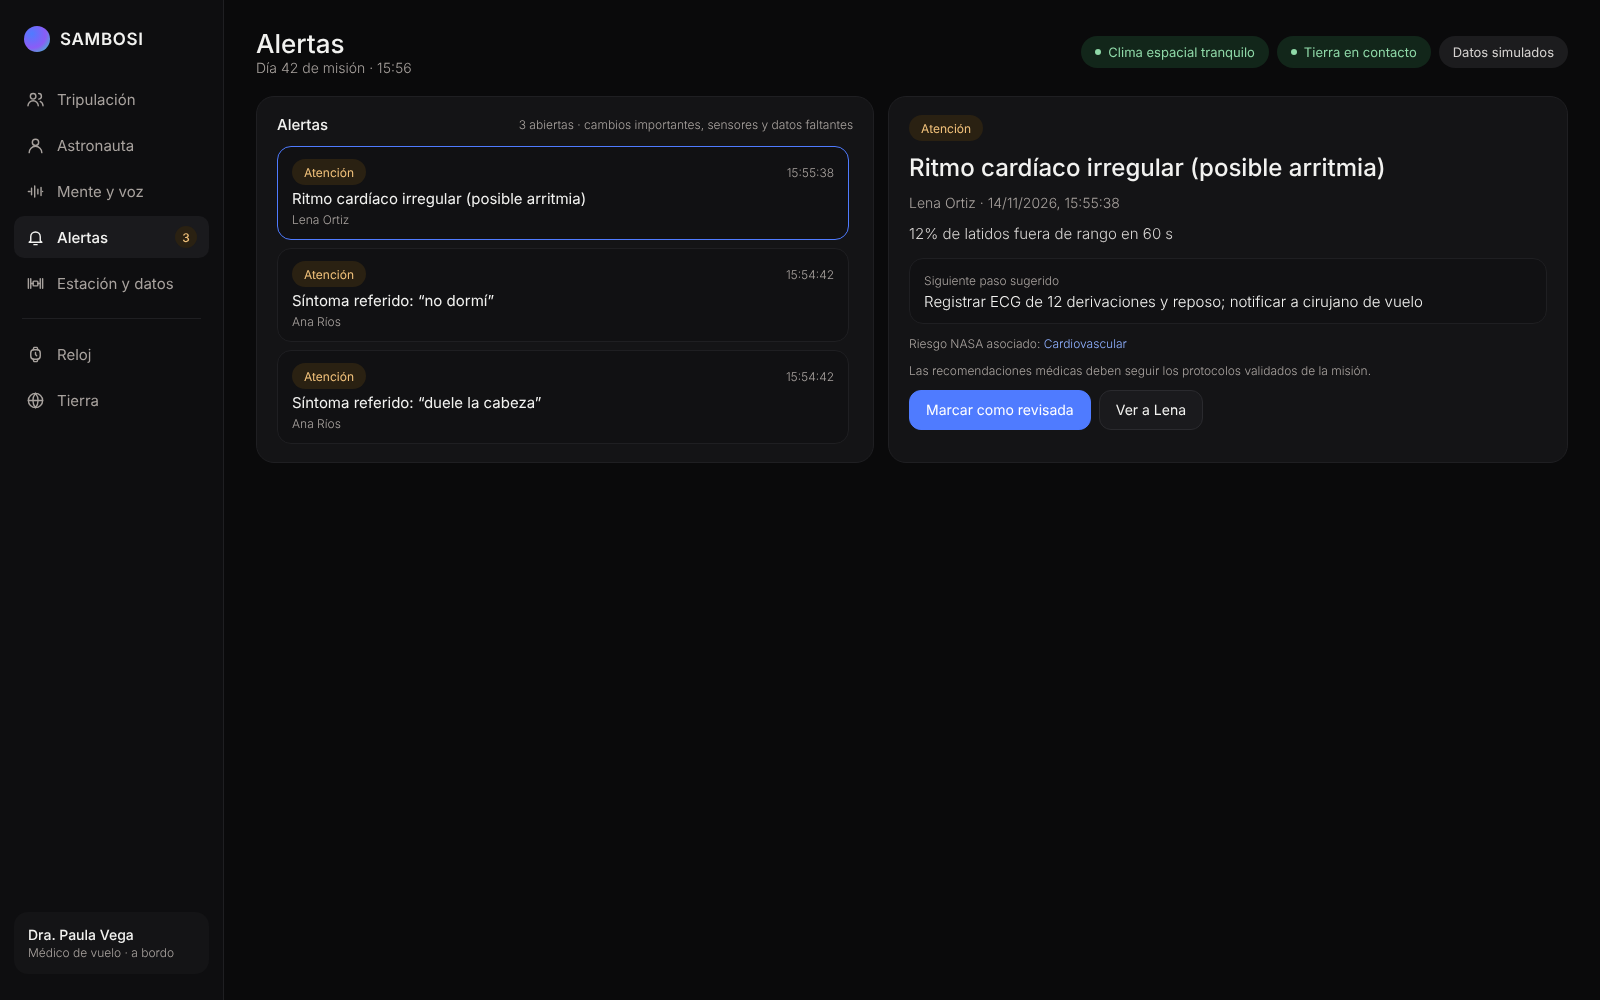 SAMBOSI
Tripulación
Astronauta
Mente y voz
Alertas 3
Estación y datos
Reloj
Tierra
Dra. Paula Vega
Médico de vuelo · a bordo
Alertas
Día 42 de misión · 15:56
Clima espacial tranquilo
Tierra en contacto
Datos simulados
Alertas
3 abiertas · cambios importantes, sensores y datos faltantes
Atención 15:55:38
Ritmo cardíaco irregular (posible arritmia)
Lena Ortiz
Atención 15:54:42
Síntoma referido: “no dormí”
Ana Ríos
Atención 15:54:42
Síntoma referido: “duele la cabeza”
Ana Ríos
Atención
Ritmo cardíaco irregular (posible arritmia)
Lena Ortiz · 14/11/2026, 15:55:38
12% de latidos fuera de rango en 60 s
Siguiente paso sugerido
Registrar ECG de 12 derivaciones y reposo; notificar a cirujano de vuelo
Riesgo NASA asociado: Cardiovascular
Las recomendaciones médicas deben seguir los protocolos validados de la misión.
Marcar como revisada
Ver a Lena